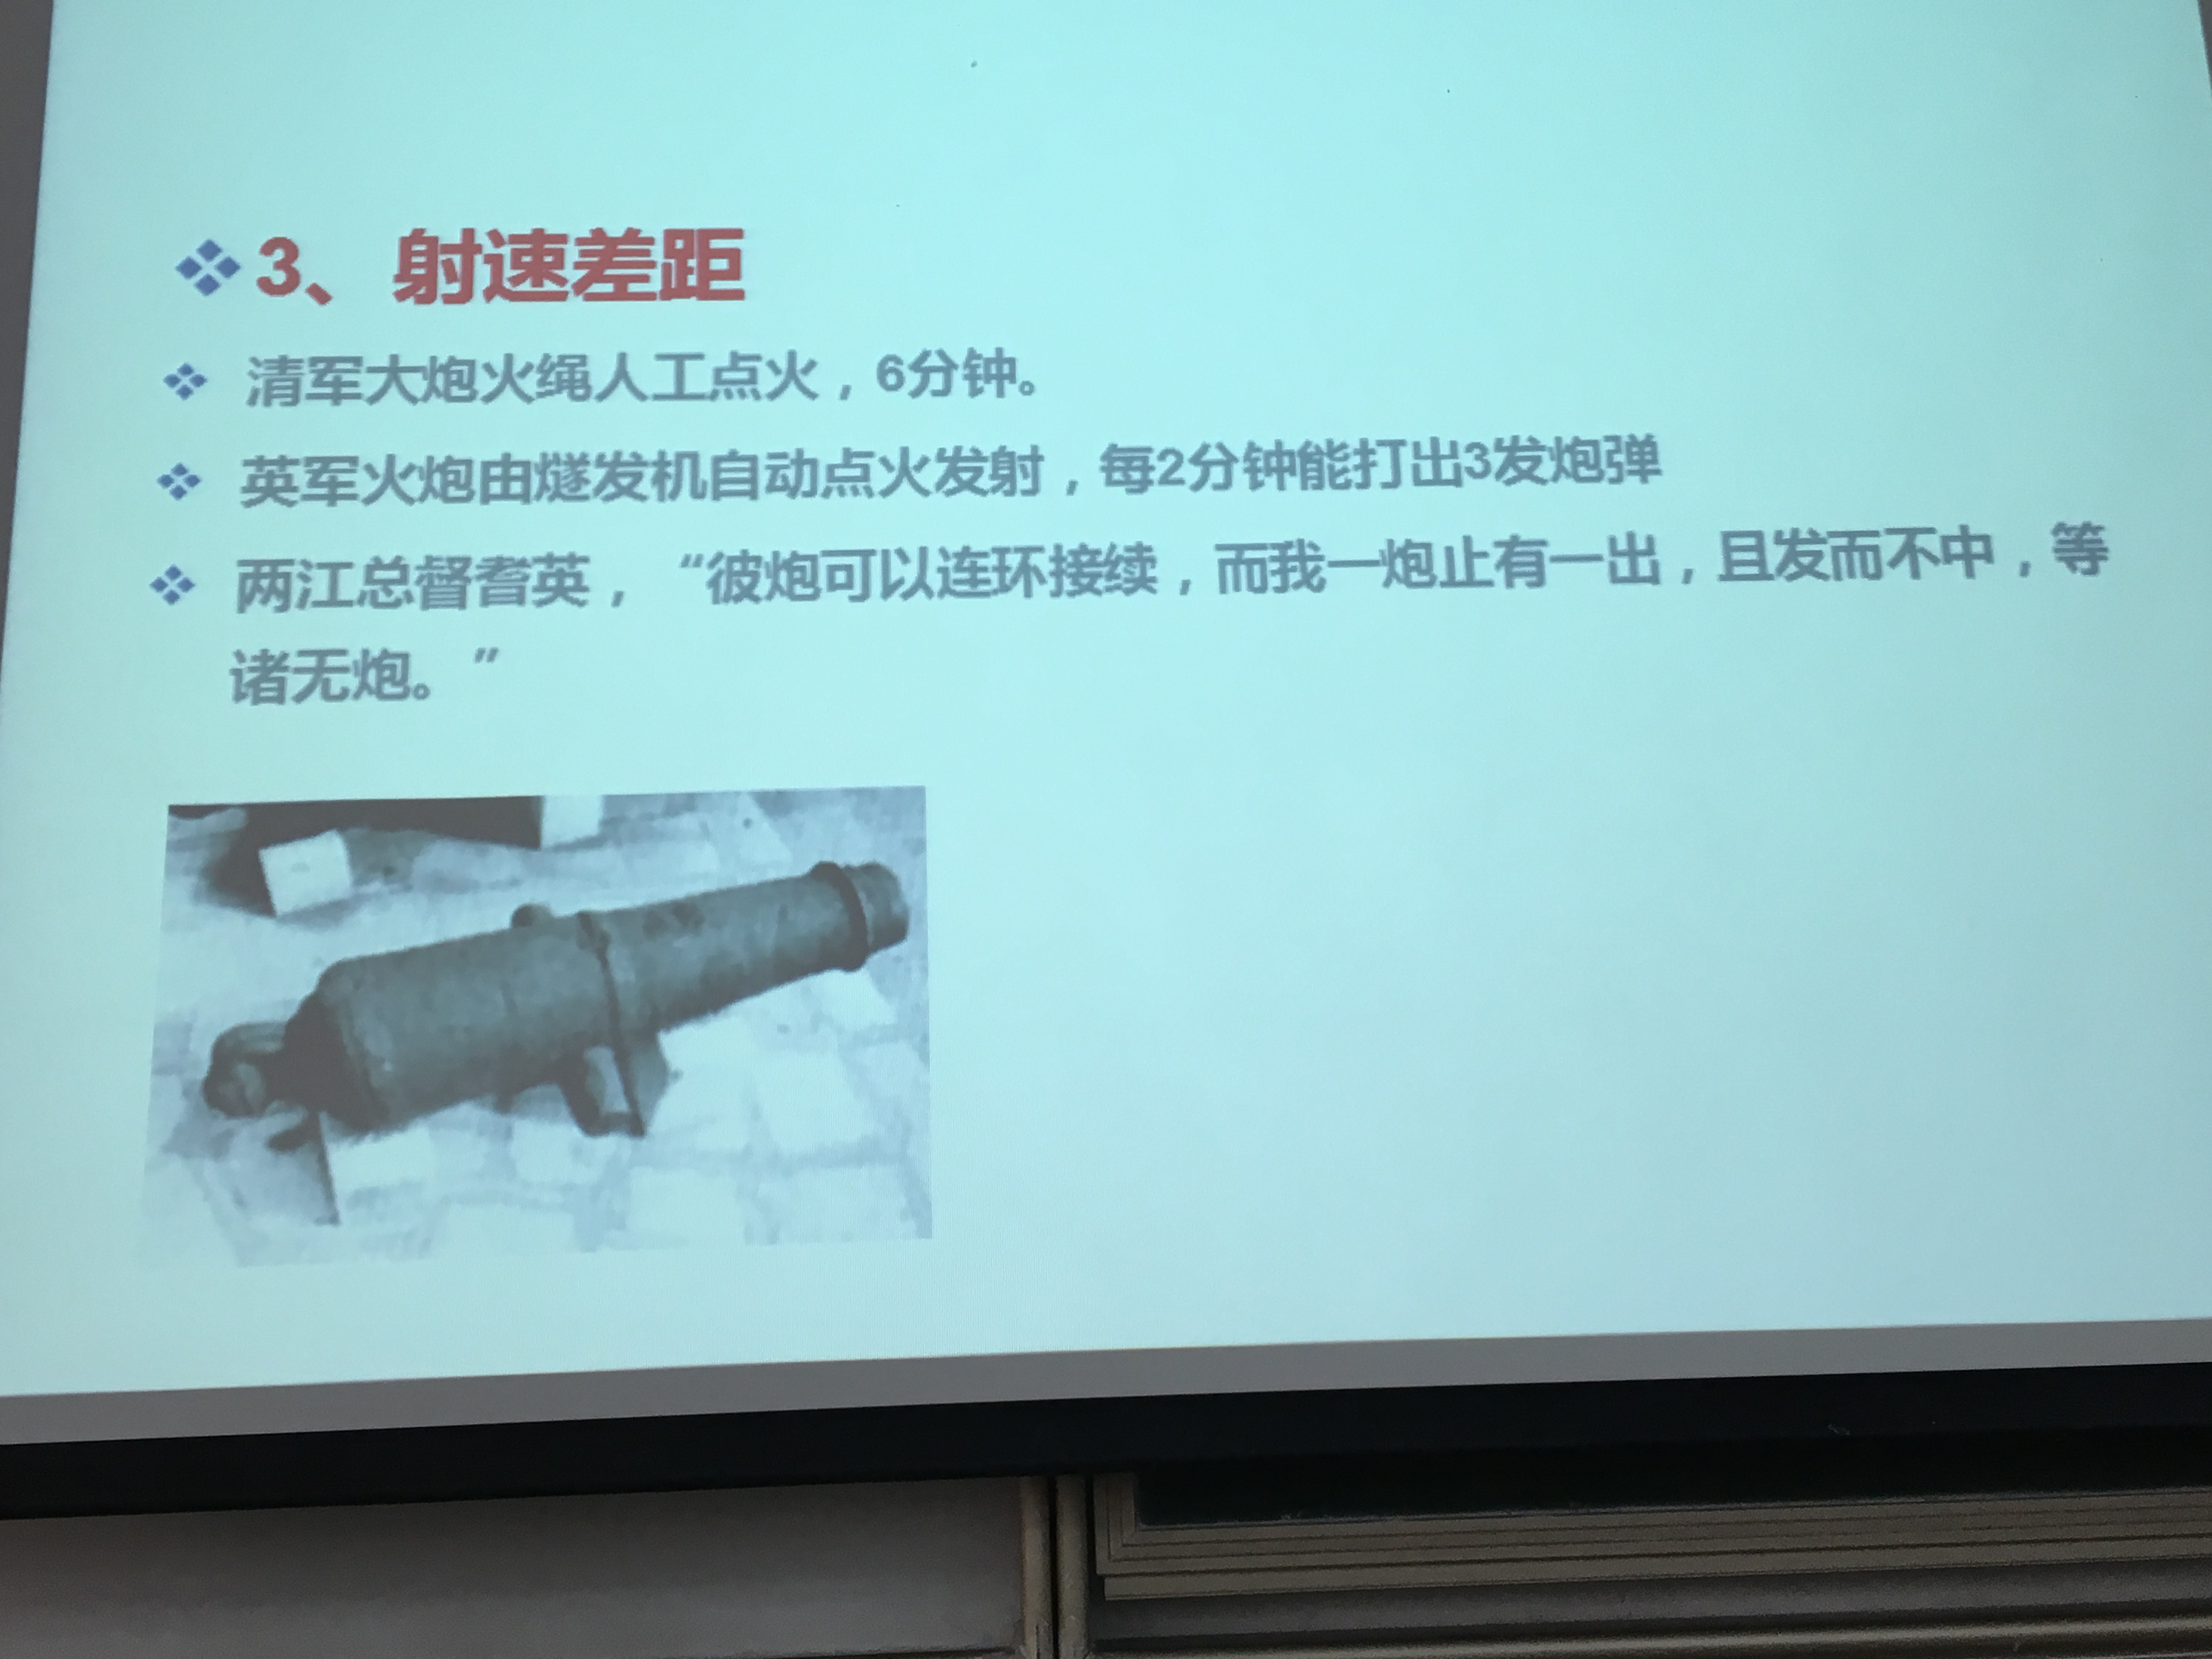 3、 射速差距
清军大炮火绳人工点火，6分钟。
英军火炮由燧发机自动点火发射，每2分钟能打出3发炮弹
两江总督耆英，“彼炮可以连环接续，而我一炮止有一出，且发而不中，等
诸无炮。”